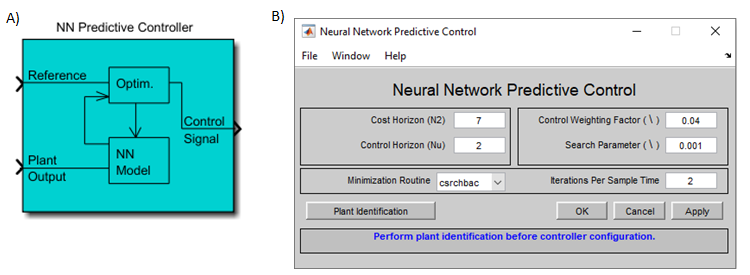 A)
NN Predictive Controller
Reference
Optim.
Control
Signal
Plant
Output
NN
Model
B)
Neural Network Predictive Control
File Window Help
Neural Network Predictive Control
Cost Horizon (N2) 7
Control Weighting Factor ( \ ) 0.04
Control Horizon (Nu) 2
Search Parameter ( \ ) 0.001
Minimization Routine csrchbac
Iterations Per Sample Time 2
Plant Identification
OK Cancel Apply
Perform plant identification before controller configuration.